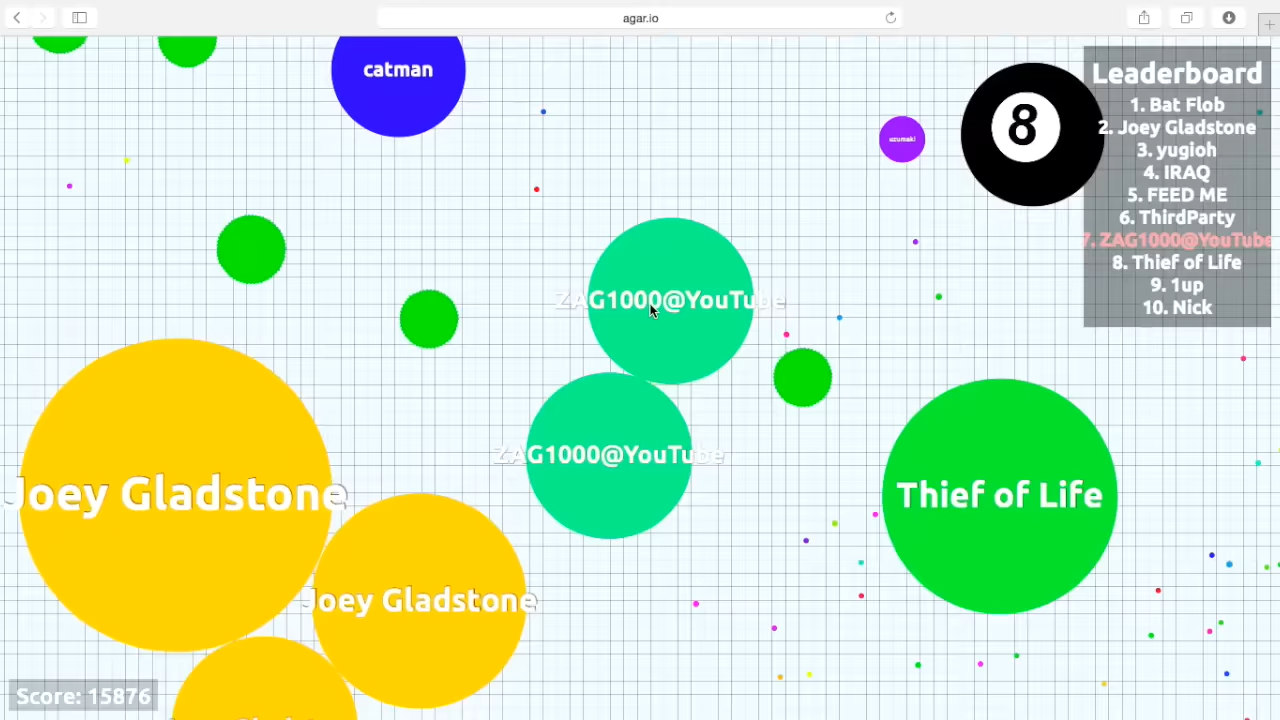 agar.io
catman
azumaki
8
Leaderboard
1. Bat Flob
2. Joey Gladstone
3. yugioh
4. IRAQ
5. FEED ME
6. ThirdParty
7. ZAG1000@YouTube
8. Thief of Life
9. 1up
10. Nick
ZAG1000@YouTube
ZAG1000@YouTube
Joey Gladstone
Thief of Life
Joey Gladstone
Score: 15876